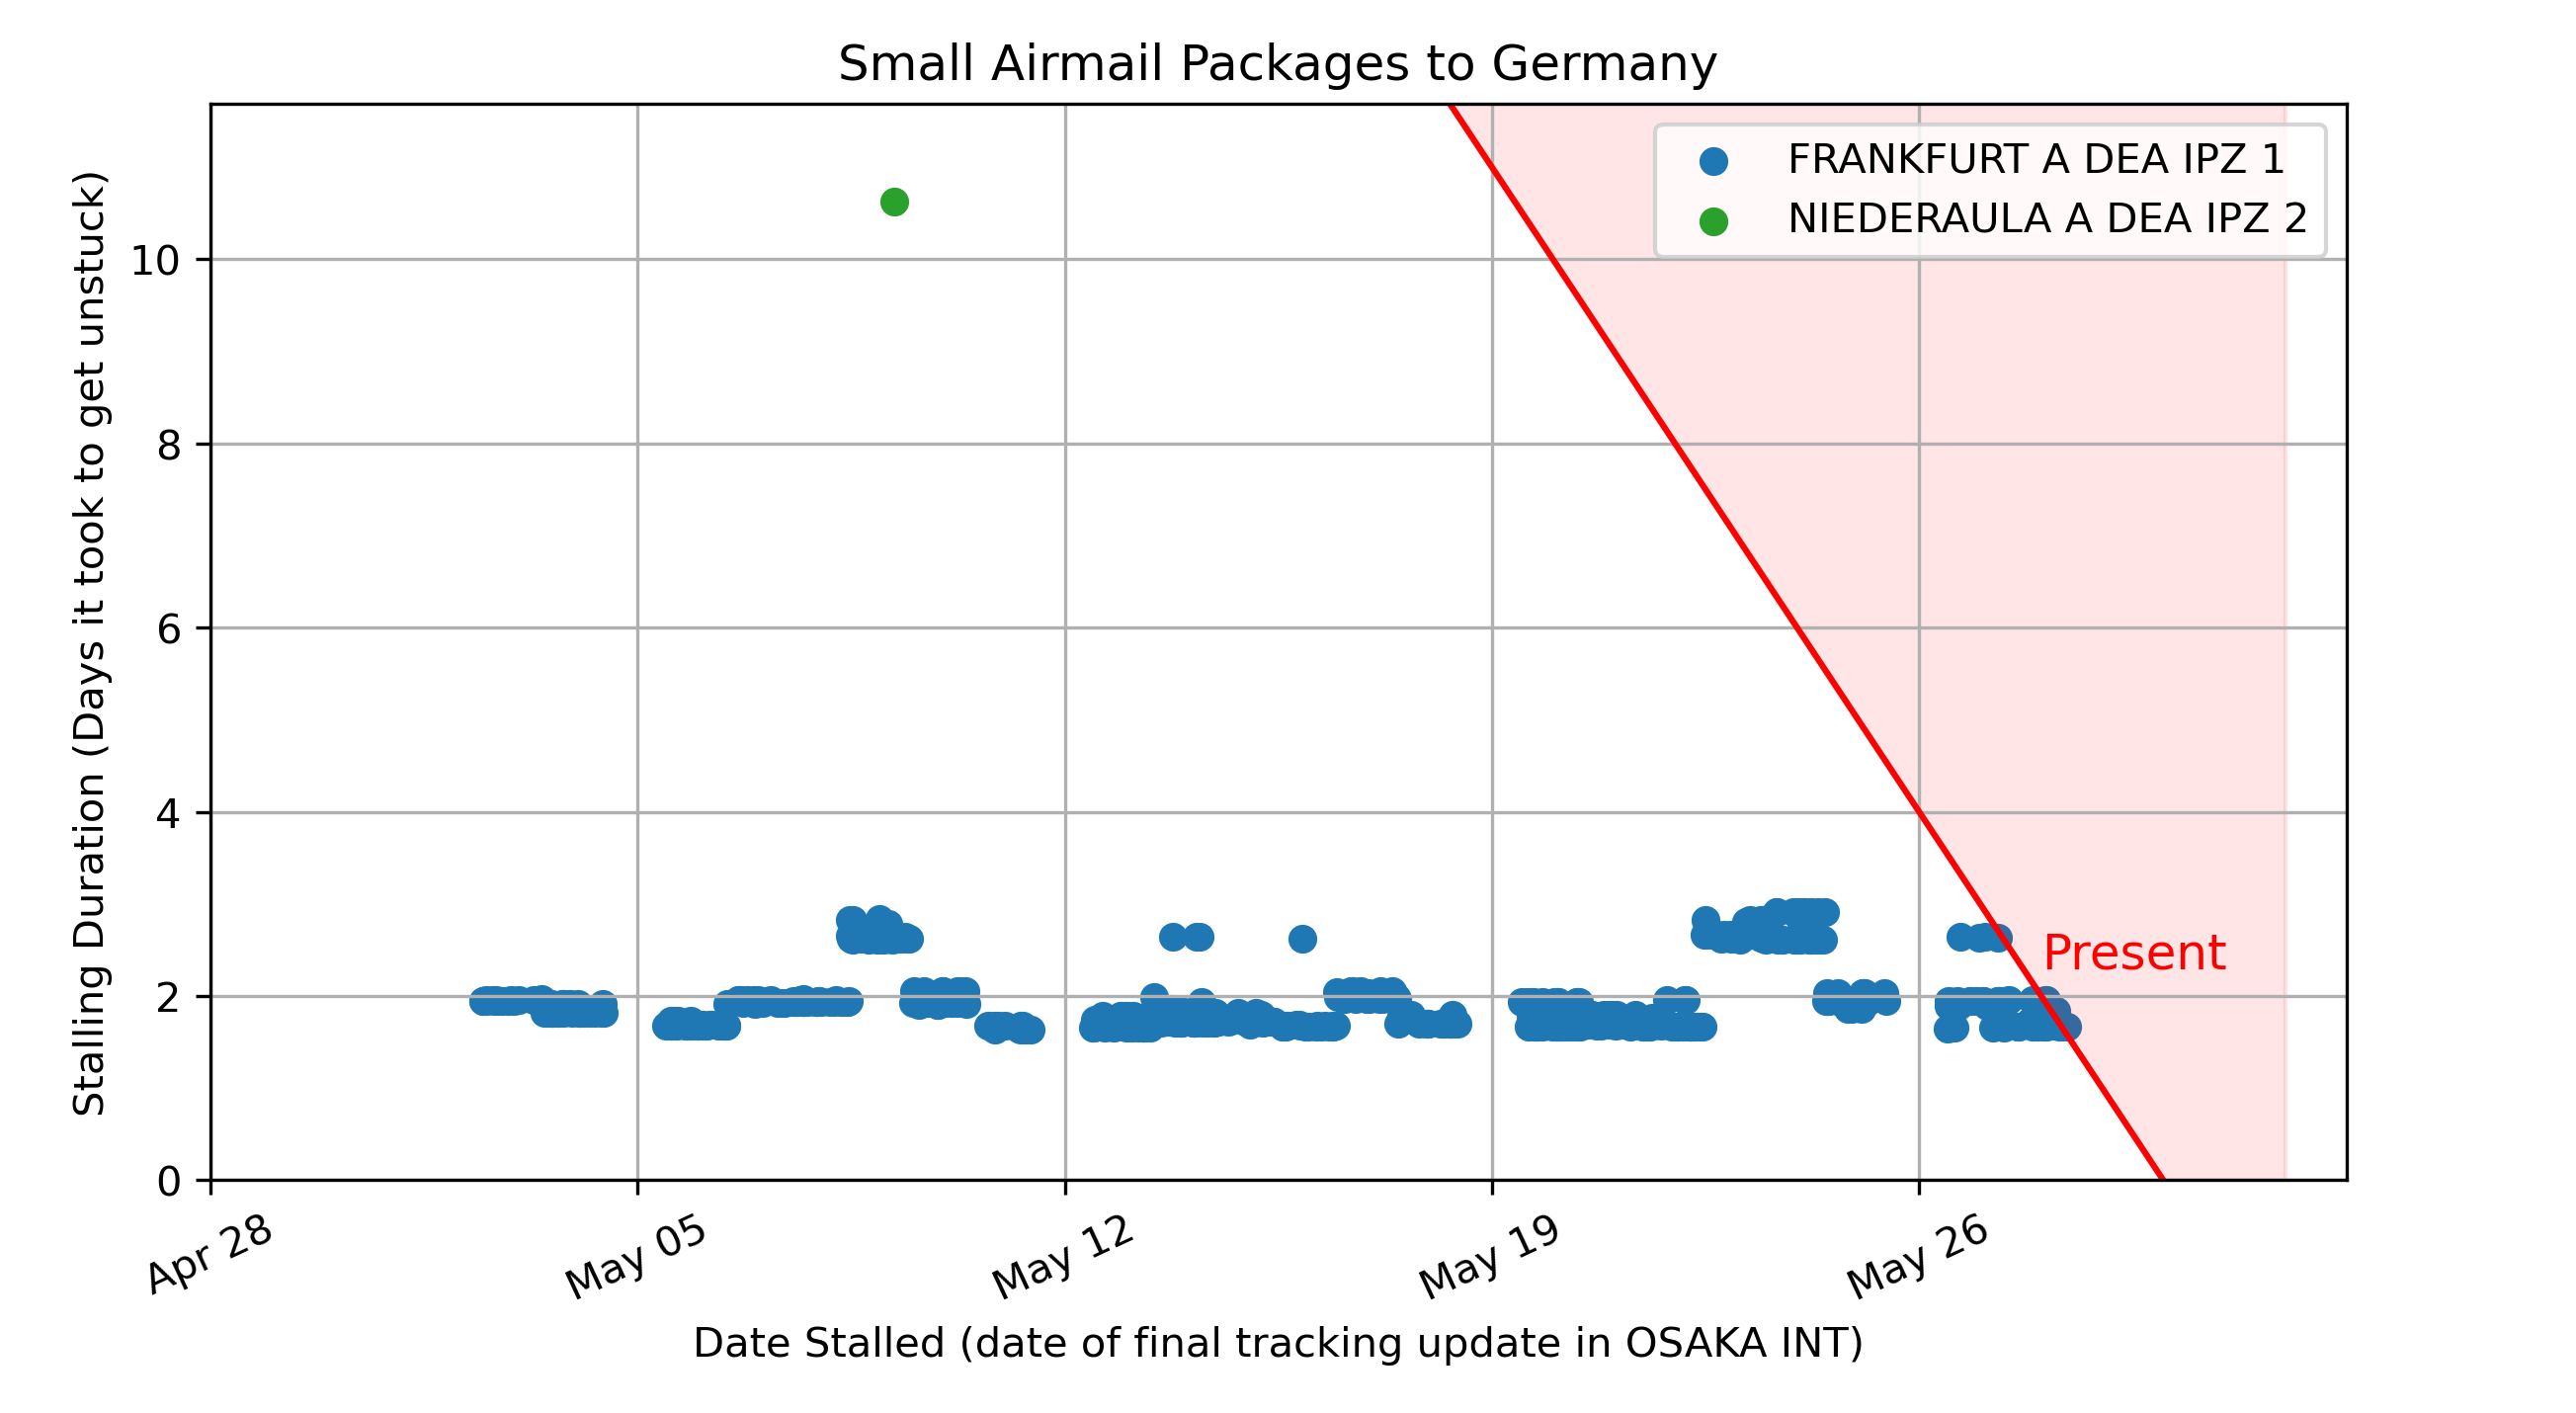 Small Airmail Packages to Germany
FRANKFURT A DEA IPZ 1
NIEDERAULA A DEA IPZ 2
Stalling Duration (Days it took to get unstuck)
10
8
6
4
2
0
Present
Apr 28
May 05
May 12
May 19
May 26
Date Stalled (date of final tracking update in OSAKA INT)